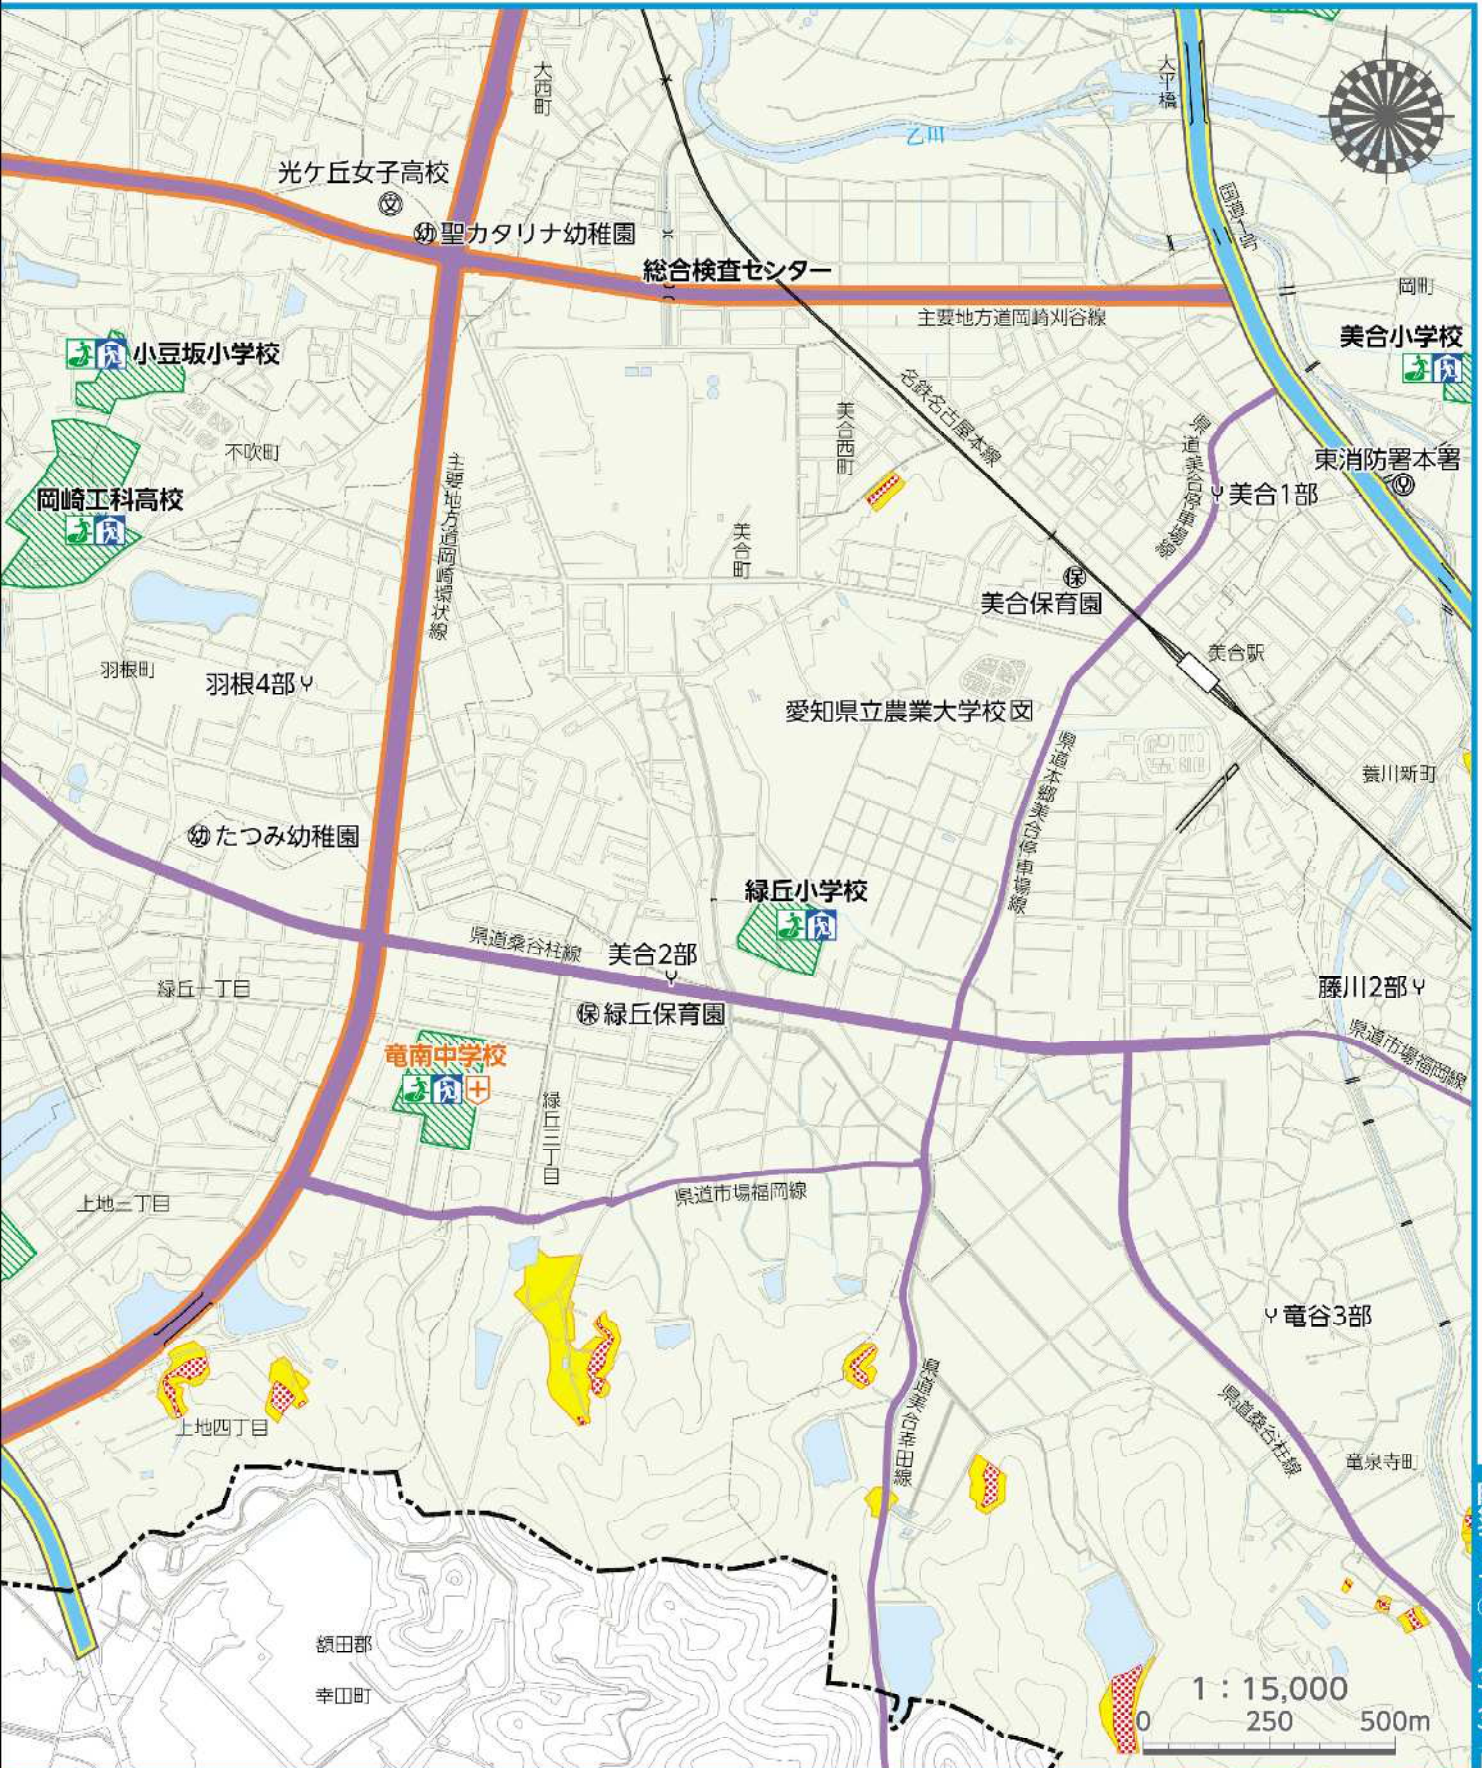 大西町
大平橋
乙川
国道1号
光ケ丘女子高校
幼聖カタリナ幼稚園
総合検査センター
岡町
主要地方道岡崎刈谷線
美合小学校
小豆坂小学校
名鉄名古屋本線
美合西町
県道美合停車場線
不吹町
主要地方道岡崎環状線
東消防署本署
岡崎工科高校
美合1部
美合町
保
美合保育園
美合駅
羽根町
羽根4部
愛知県立農業大学校文
県道本郷美合停車場線
蓑川新町
幼たつみ幼稚園
緑丘小学校
県道桑谷柱線
美合2部
緑丘一丁目
藤川2部
保緑丘保育園
県道市場福岡線
竜南中学校
緑丘三丁目
上地三丁目
県道市場福岡線
竜谷3部
県道美合幸田線
県道桑谷柱線
上地四丁目
竜泉寺町
額田郡
幸田町
1：15,000
0 250 500m